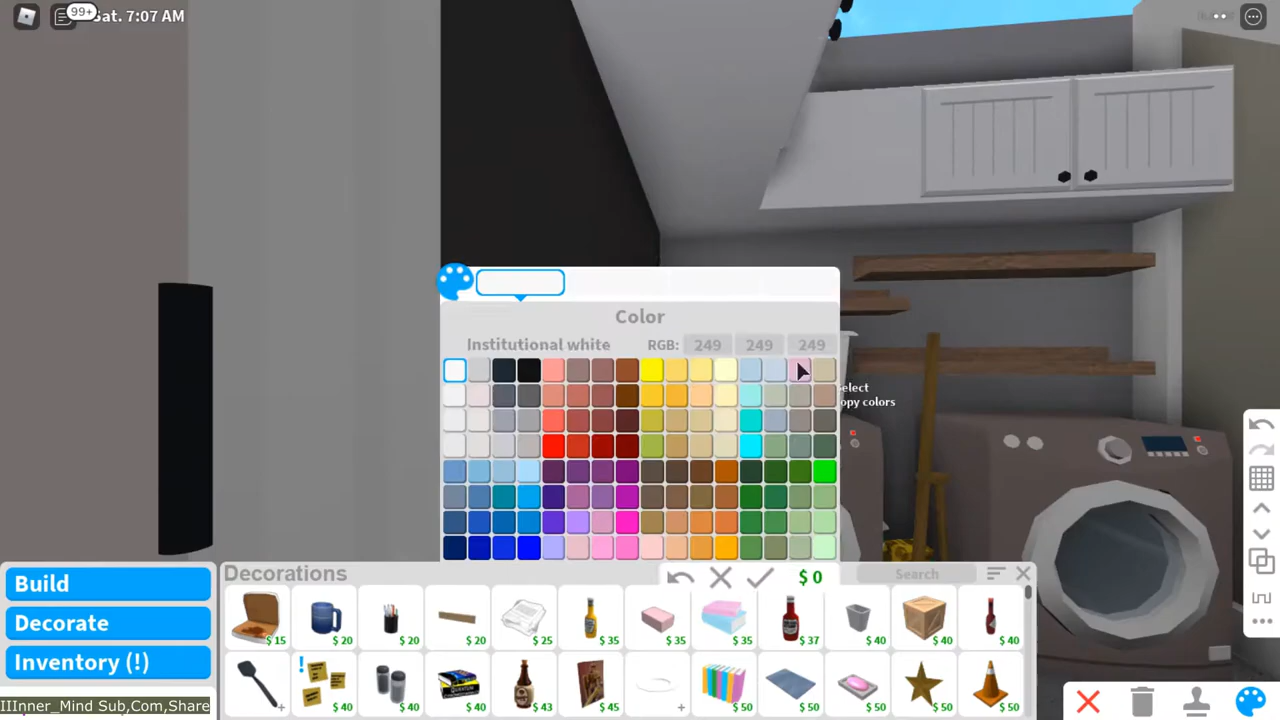 99+
Sat. 7:07 AM
Color
Institutional white RGB: 249 249 249
Select
opy colors
Build
Decorate
Inventory (!)
IIInner_Mind Sub,Com,Share
Decorations
$ 0
Search
$ 15 $ 20 $ 20 $ 20 $ 25 $ 35 $ 35 $ 35 $ 37 $ 40 $ 40 $ 40
+ $ 40 $ 40 $ 40 $ 43 $ 45 + $ 50 $ 50 $ 50 $ 50 $ 50
QUANTUM